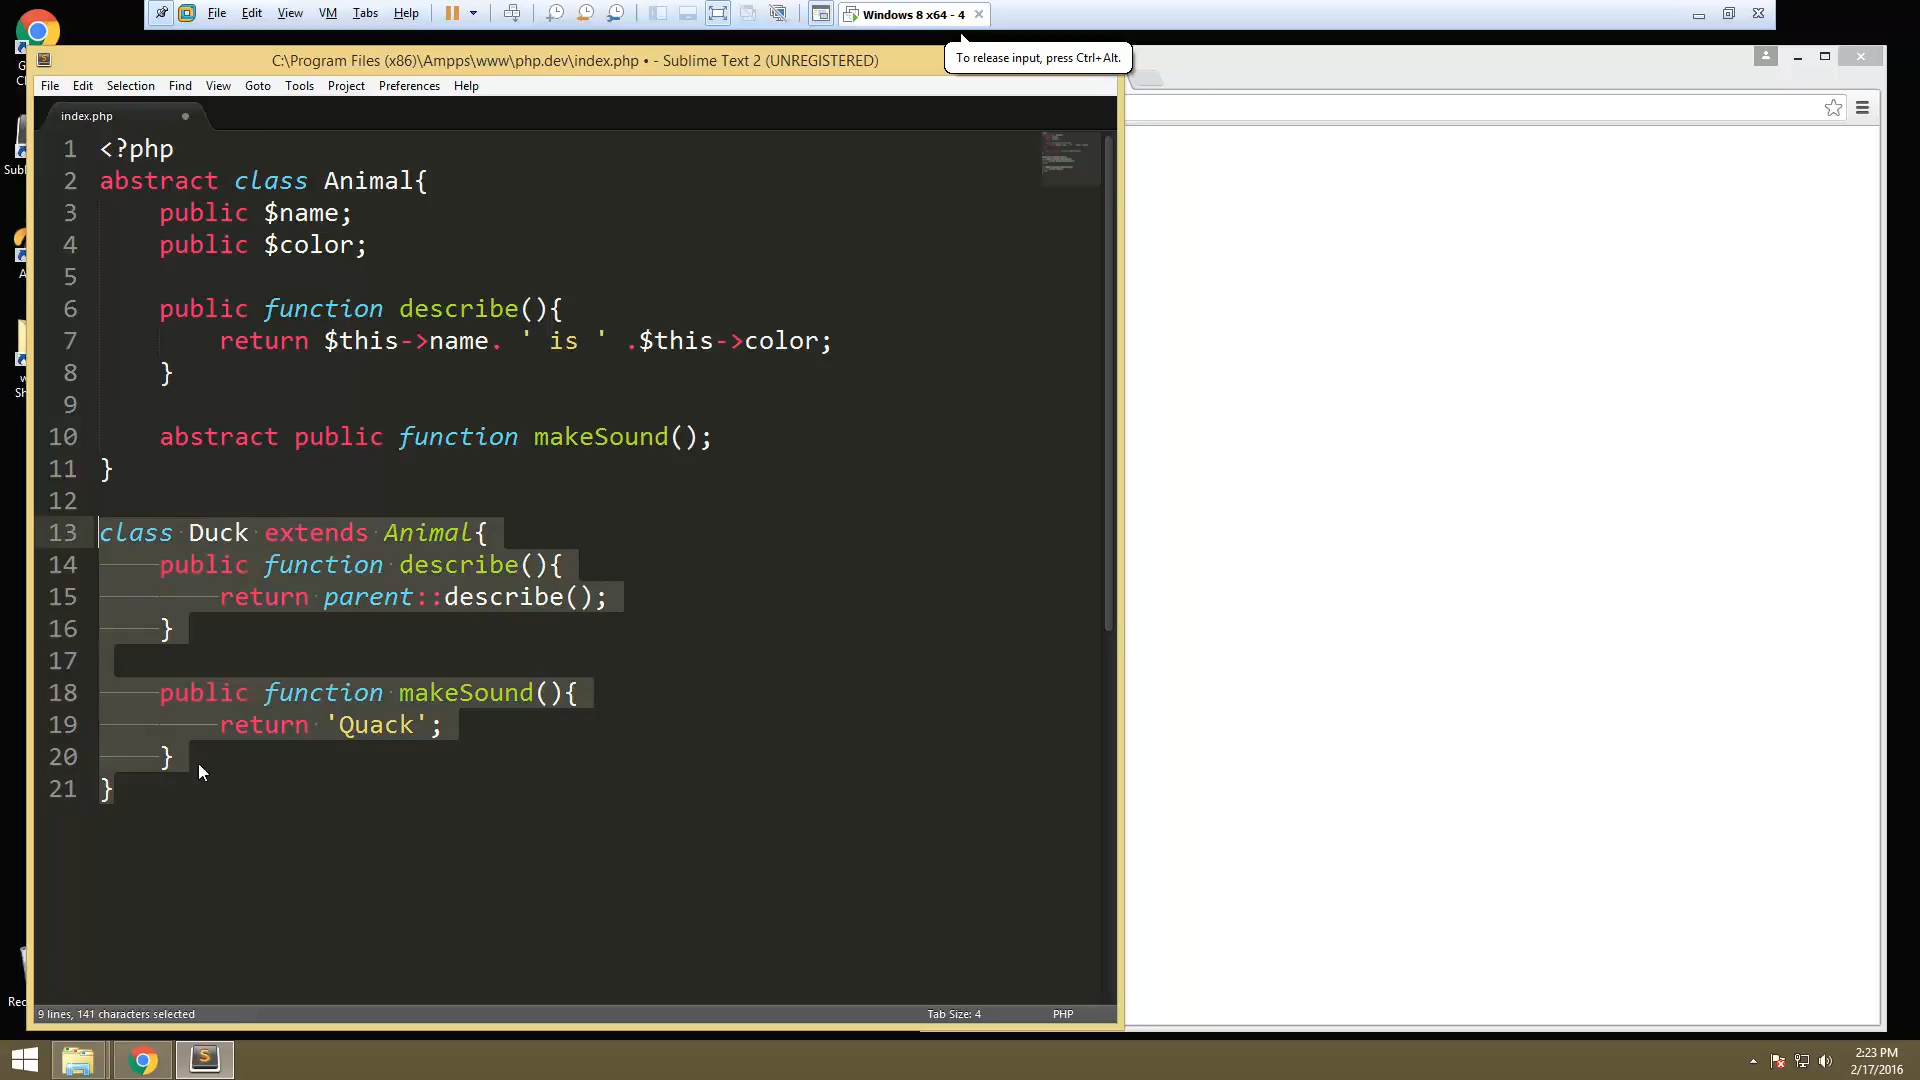 File Edit View VM Tabs Help
Windows 8 x64 - 4
To release input, press Ctrl+Alt.
C:\Program Files (x86)\Ampps\www\php.dev\index.php • - Sublime Text 2 (UNREGISTERED)
File Edit Selection Find View Goto Tools Project Preferences Help
index.php
1 <?php
2 abstract class Animal{
3 public $name;
4 public $color;
5
6 public function describe(){
7 return $this->name. ' is ' .$this->color;
8 }
9
10 abstract public function makeSound();
11 }
12
13 class Duck extends Animal{
14 public function describe(){
15 return parent::describe();
16 }
17
18 public function makeSound(){
19 return 'Quack';
20 }
21 }
9 lines, 141 characters selected
Tab Size: 4
PHP
2:23 PM
2/17/2016